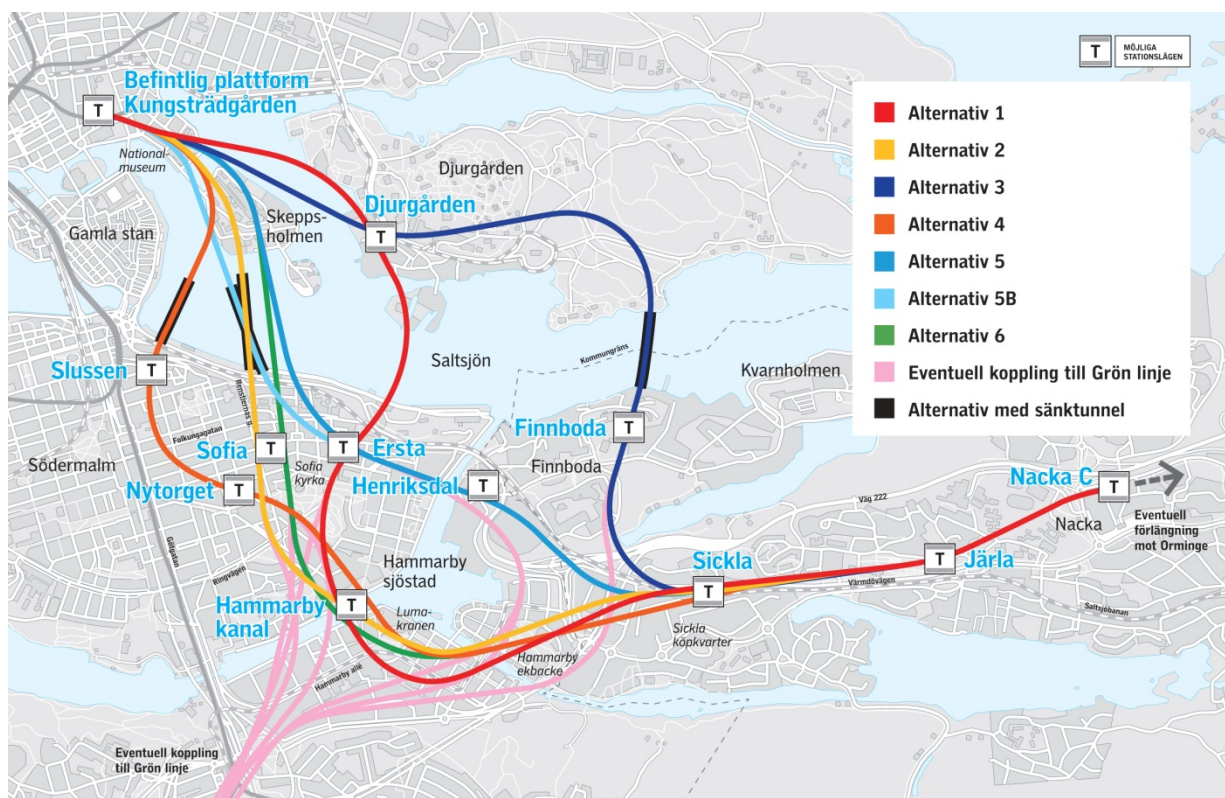 T
MÖJLIGA
STATIONSLÄGEN
Befintlig plattform
Kungsträdgården
T
National-
museum
Gamla stan
Skepps-
holmen
Djurgården
Djurgården
T
Alternativ 1
Alternativ 2
Alternativ 3
Alternativ 4
Alternativ 5
Alternativ 5B
Alternativ 6
Eventuell koppling till Grön linje
Alternativ med sänktunnel
Saltsjön
Kommungräns
Kvarnholmen
Slussen
T
Renstiernas g.
Folkungagatan
Södermalm
Sofia
T
Sofia
kyrka
Ersta
T
Nytorget
T
Henriksdal
T
Finnboda
T
Finnboda
Götgatan
Ringvägen
Hammarby
sjöstad
Hammarby
kanal
T
Luma-
kranen
Hammarby allé
Hammarby
ekbacke
Sickla
T
Sickla
köpkvarter
Väg 222
Värmdövägen
Järla
T
Saltsjöbanan
Nacka C
T
Nacka
Eventuell
förlängning
mot Orminge
Eventuell koppling
till Grön linje